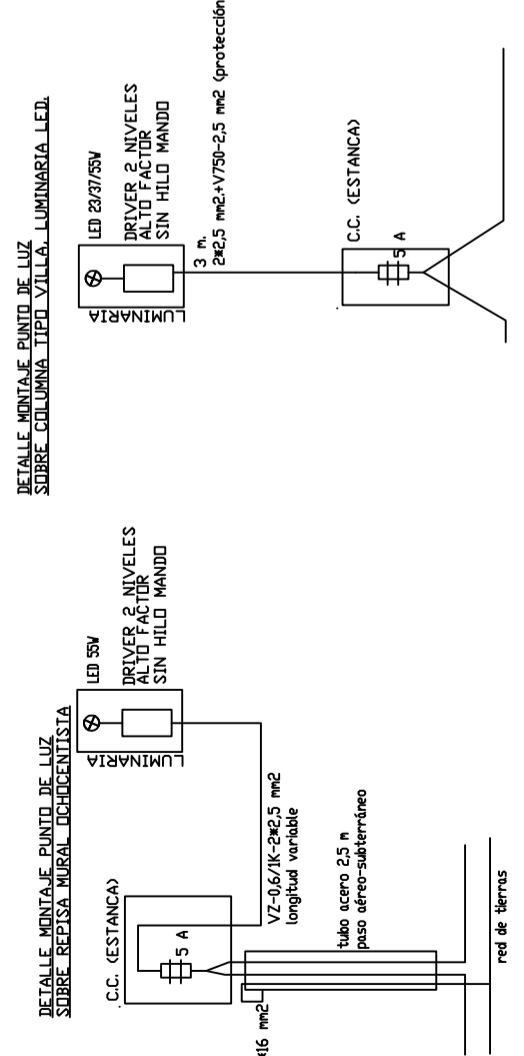 DETALLE MONTAJE PUNTO DE LUZ
SOBRE COLUMNA TIPO VILLA, LUMINARIA LED.
LED 23/37/55W
DRIVER 2 NIVELES
ALTO FACTOR
SIN HILO MANDO
LUMINARIA
3 m.
2*2,5 mm2.+V750-2,5 mm2 (protección
C.C. (ESTANCA)
5 A
DETALLE MONTAJE PUNTO DE LUZ
SOBRE REPISA MURAL OCHOCENTISTA
LED 55W
DRIVER 2 NIVELES
ALTO FACTOR
SIN HILO MANDO
LUMINARIA
C.C. (ESTANCA)
5 A
VZ-0,6/1K-2*2,5 mm2
longitud variable
tubo acero 2,5 m
paso aéreo-subterráneo
*16 mm2
red de tierras